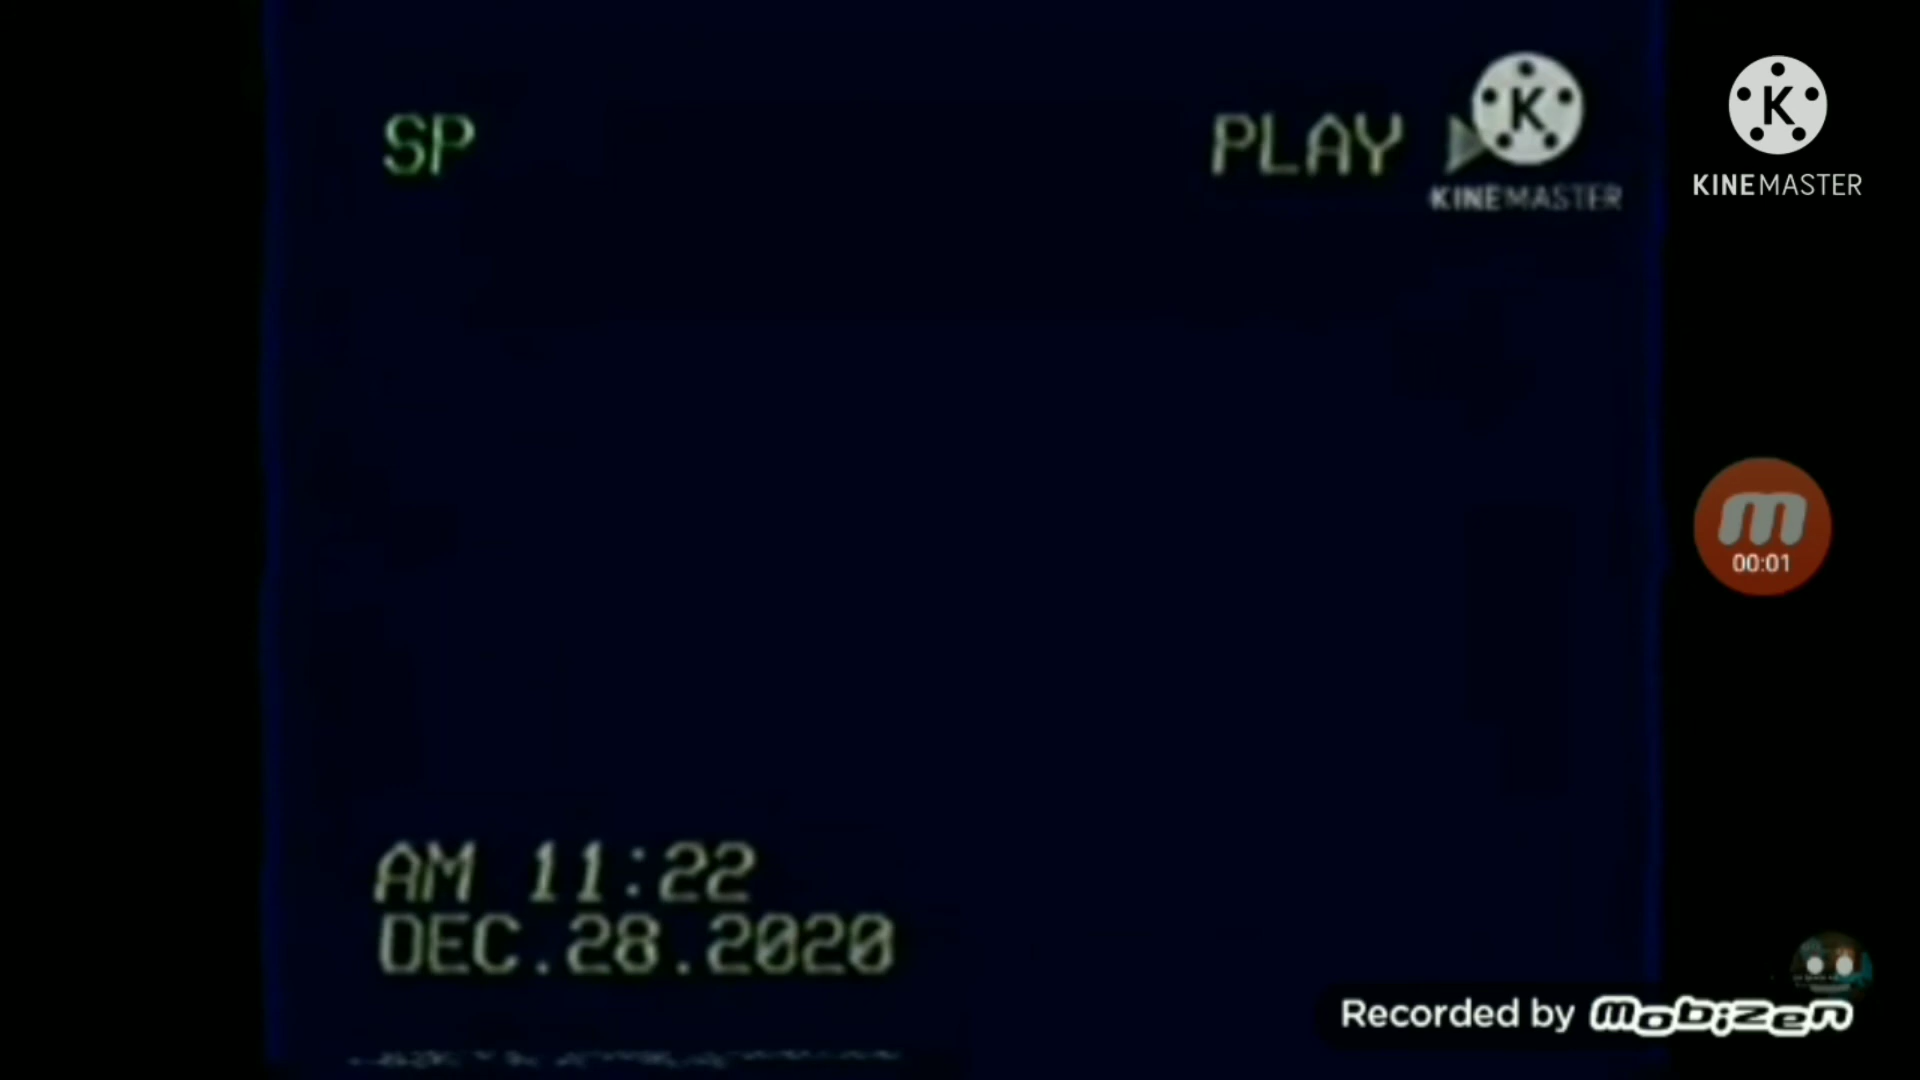 SP
PLAY
K
KINEMASTER
K
KINEMASTER
m
00:01
AM 11:22
DEC.28.2020
Recorded by mobizen